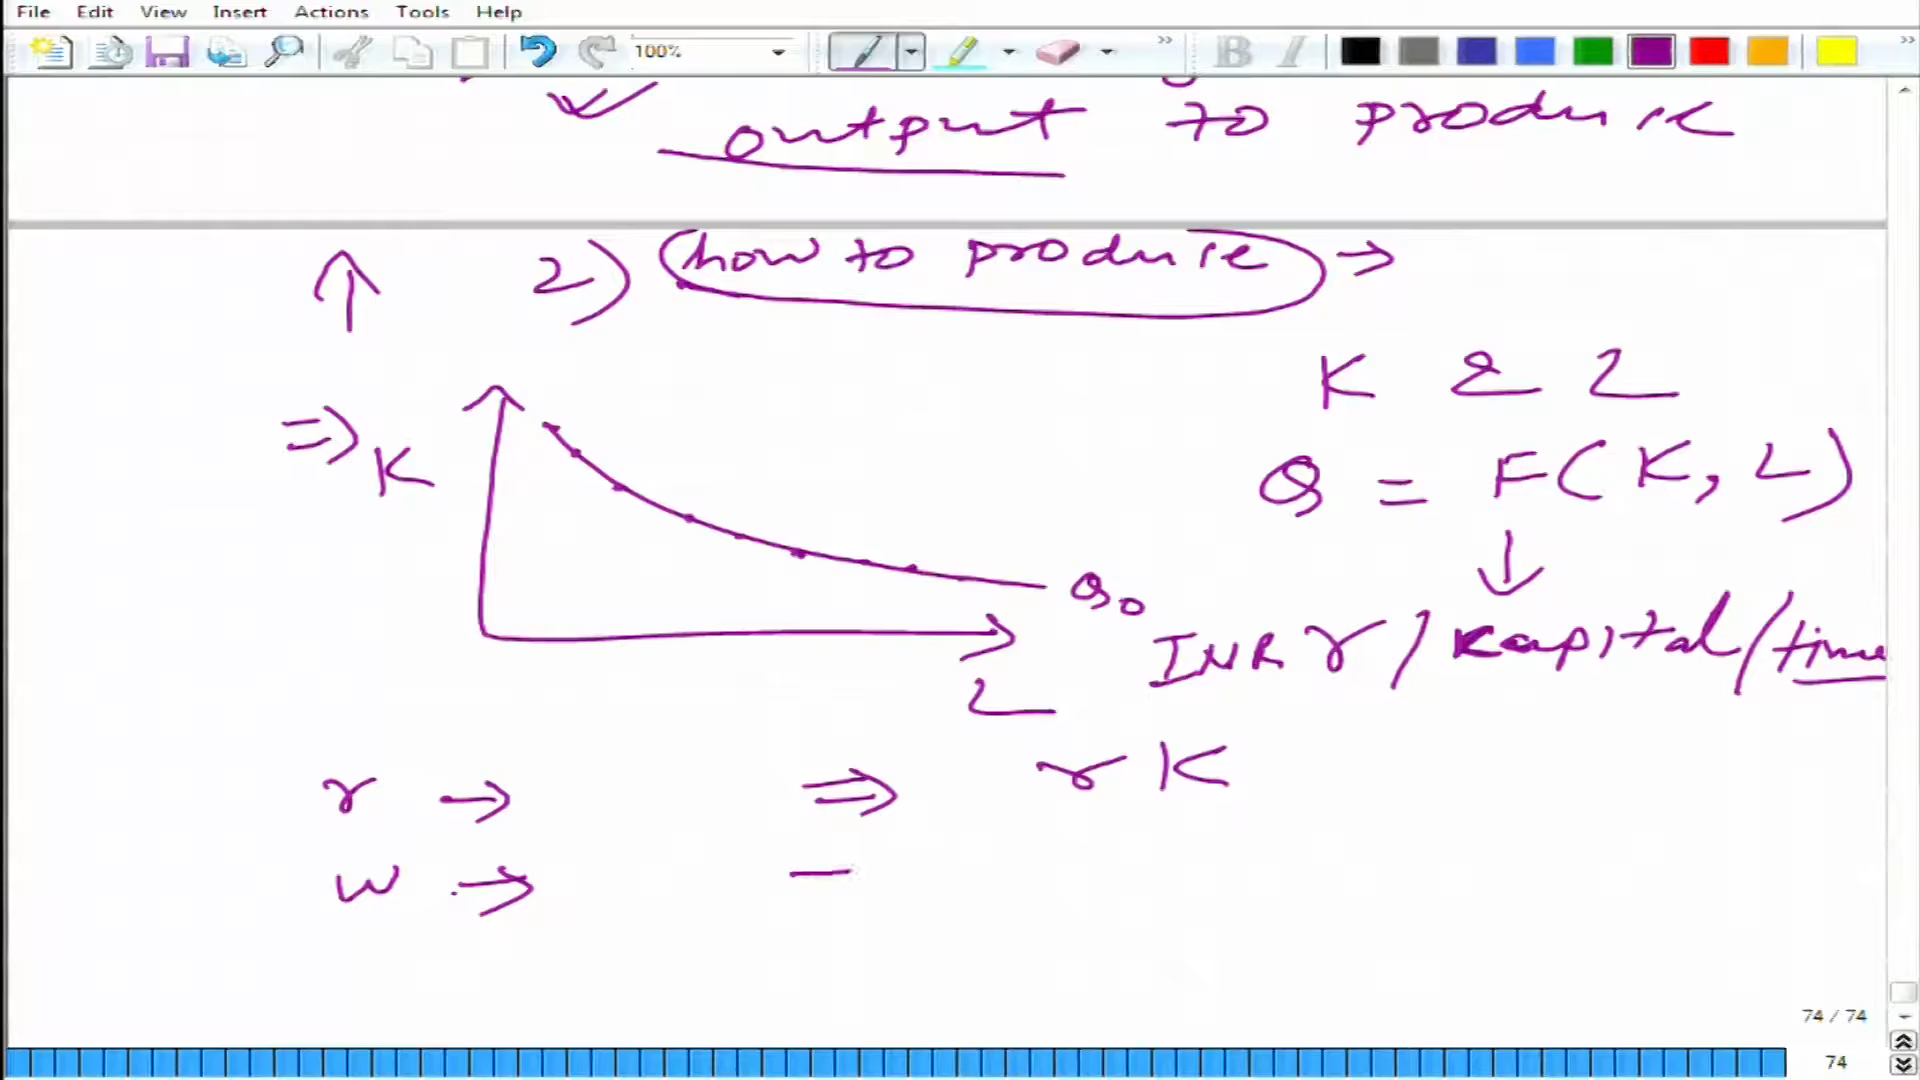 File Edit View Insert Actions Tools Help
100% B I
output to produce
2) how to produce →
K & L
⇒ K
Q = F(K, L)
Q₀
INR r / Kapital / time
L
r → ⇒ rK
w → —
74 / 74
74